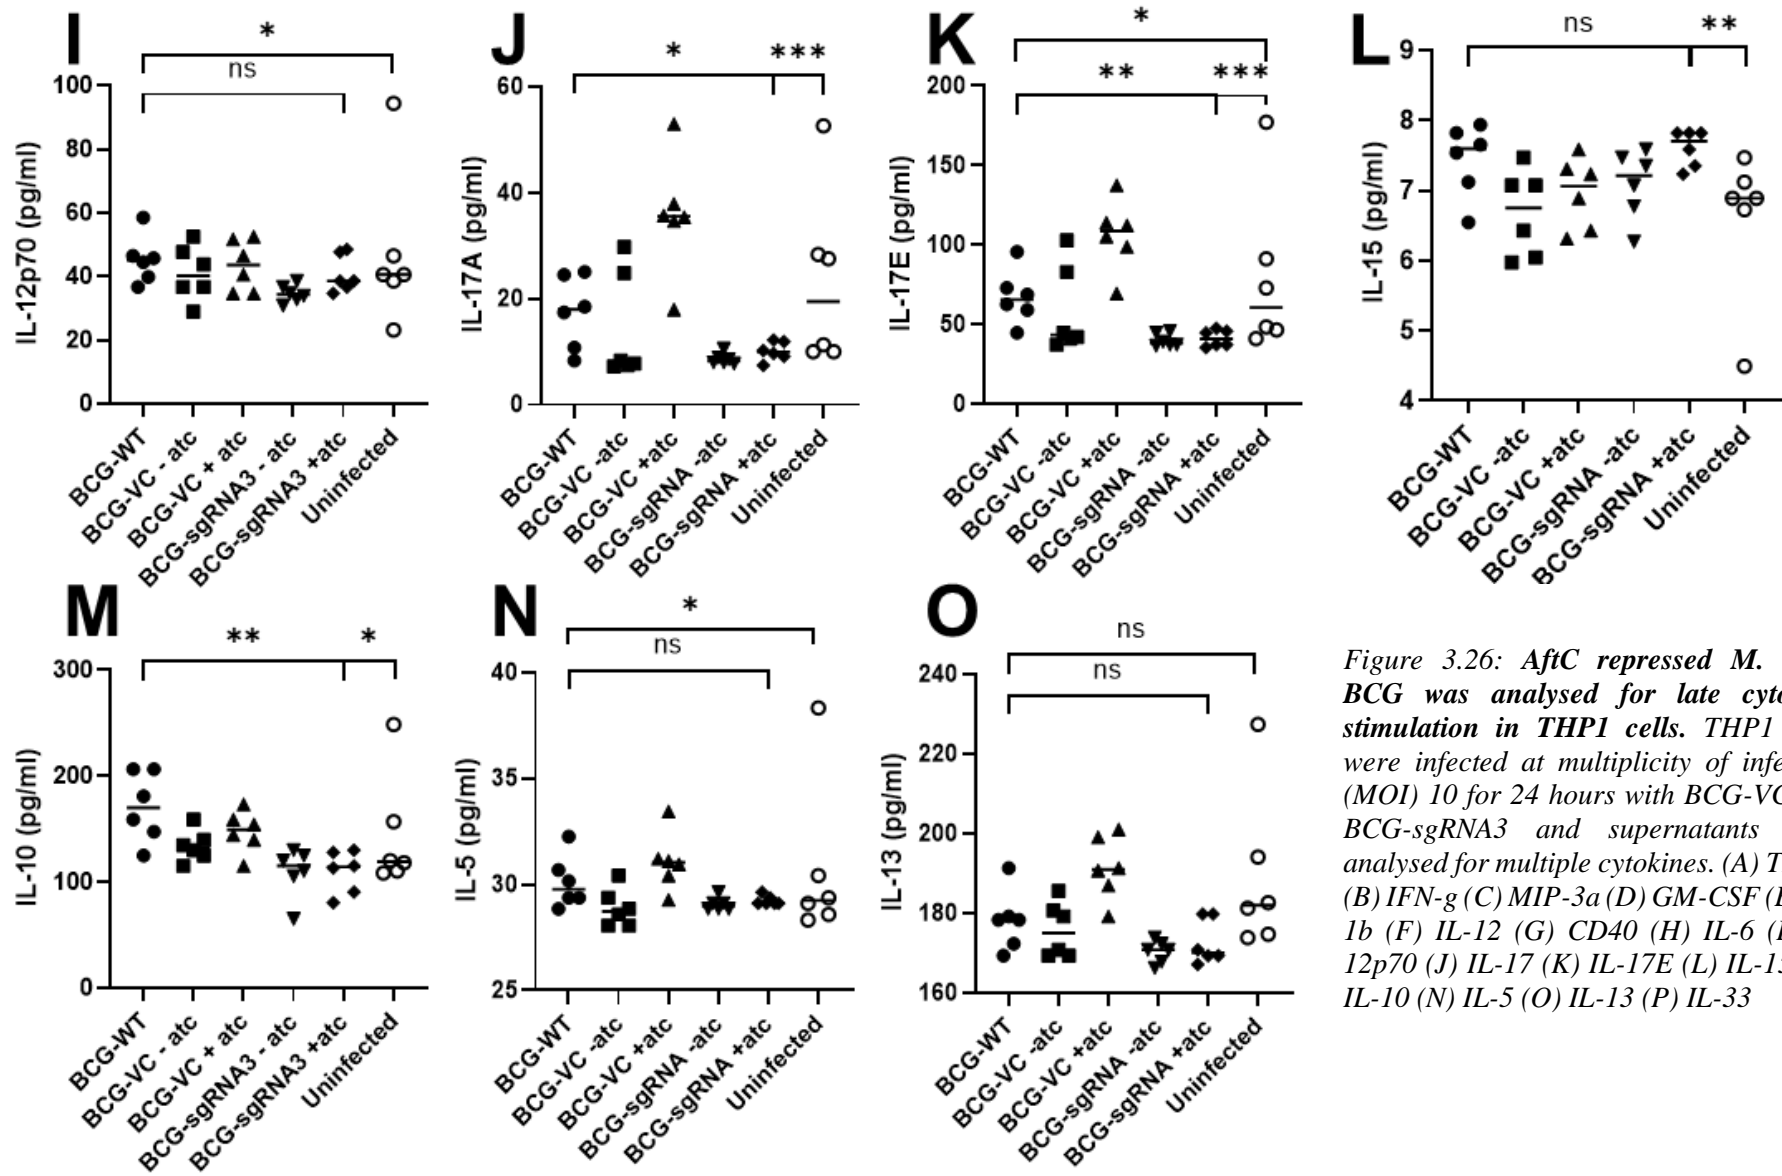 I
*
ns
IL-12p70 (pg/ml)
100
80
60
40
20
0
BCG-WT
BCG-VC - atc
BCG-VC + atc
BCG-sgRNA3 - atc
BCG-sgRNA3 +atc
Uninfected
J
* ***
IL-17A (pg/ml)
60
40
20
0
BCG-WT
BCG-VC -atc
BCG-VC +atc
BCG-sgRNA -atc
BCG-sgRNA +atc
Uninfected
K
*
** ***
IL-17E (pg/ml)
200
150
100
50
0
BCG-WT
BCG-VC -atc
BCG-VC +atc
BCG-sgRNA -atc
BCG-sgRNA +atc
Uninfected
L
ns **
IL-15 (pg/ml)
9
8
7
6
5
4
BCG-WT
BCG-VC -atc
BCG-VC +atc
BCG-sgRNA -atc
BCG-sgRNA +atc
Uninfected
M
** *
IL-10 (pg/ml)
300
200
100
0
BCG-WT
BCG-VC - atc
BCG-VC + atc
BCG-sgRNA3 - atc
BCG-sgRNA3 +atc
Uninfected
N
*
ns
IL-5 (pg/ml)
40
35
30
25
BCG-WT
BCG-VC -atc
BCG-VC +atc
BCG-sgRNA -atc
BCG-sgRNA +atc
Uninfected
O
ns
ns
IL-13 (pg/ml)
240
220
200
180
160
BCG-WT
BCG-VC -atc
BCG-VC +atc
BCG-sgRNA -atc
BCG-sgRNA +atc
Uninfected
Figure 3.26: AftC repressed M.
BCG was analysed for late cyto
stimulation in THP1 cells. THP1
were infected at multiplicity of infe
(MOI) 10 for 24 hours with BCG-VC
BCG-sgRNA3 and supernatants
analysed for multiple cytokines. (A) T
(B) IFN-g (C) MIP-3a (D) GM-CSF (E
1b (F) IL-12 (G) CD40 (H) IL-6 (I
12p70 (J) IL-17 (K) IL-17E (L) IL-15
IL-10 (N) IL-5 (O) IL-13 (P) IL-33